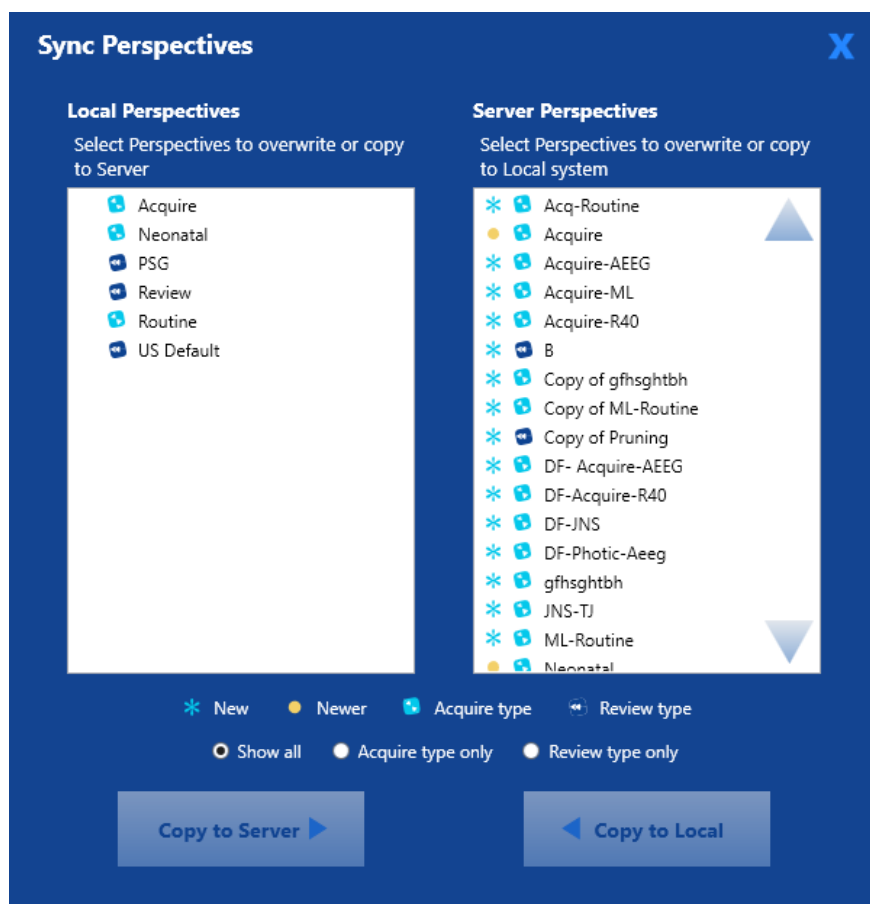 Sync Perspectives
X
Local Perspectives
Select Perspectives to overwrite or copy
to Server
Acquire
Neonatal
PSG
Review
Routine
US Default
Server Perspectives
Select Perspectives to overwrite or copy
to Local system
Acq-Routine
Acquire
Acquire-AEEG
Acquire-ML
Acquire-R40
B
Copy of gfhsghtbh
Copy of ML-Routine
Copy of Pruning
DF- Acquire-AEEG
DF-Acquire-R40
DF-JNS
DF-Photic-Aeeg
gfhsghtbh
JNS-TJ
ML-Routine
Neonatal
New Newer Acquire type Review type
Show all Acquire type only Review type only
Copy to Server
Copy to Local